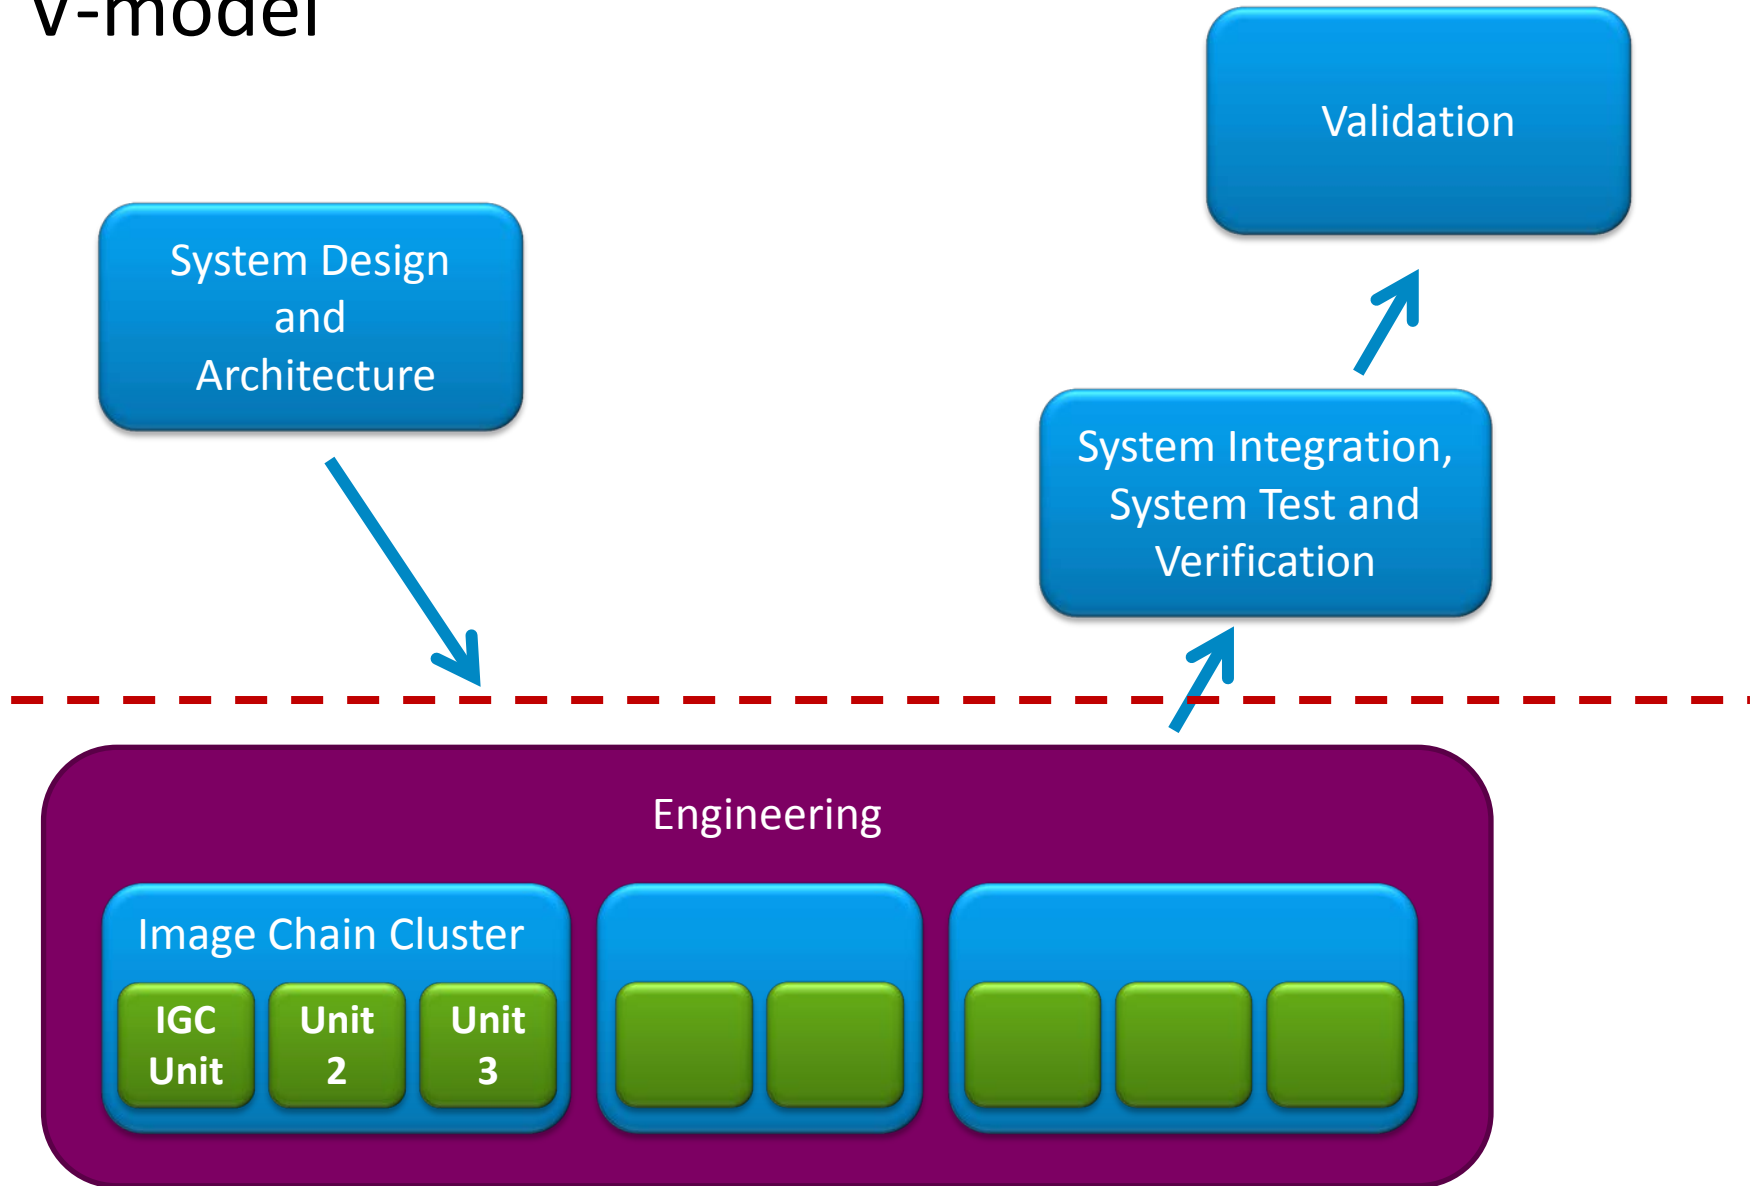 V-model
Validation
System Design
and
Architecture
System Integration,
System Test and
Verification
Engineering
Image Chain Cluster
IGC
Unit
Unit
2
Unit
3